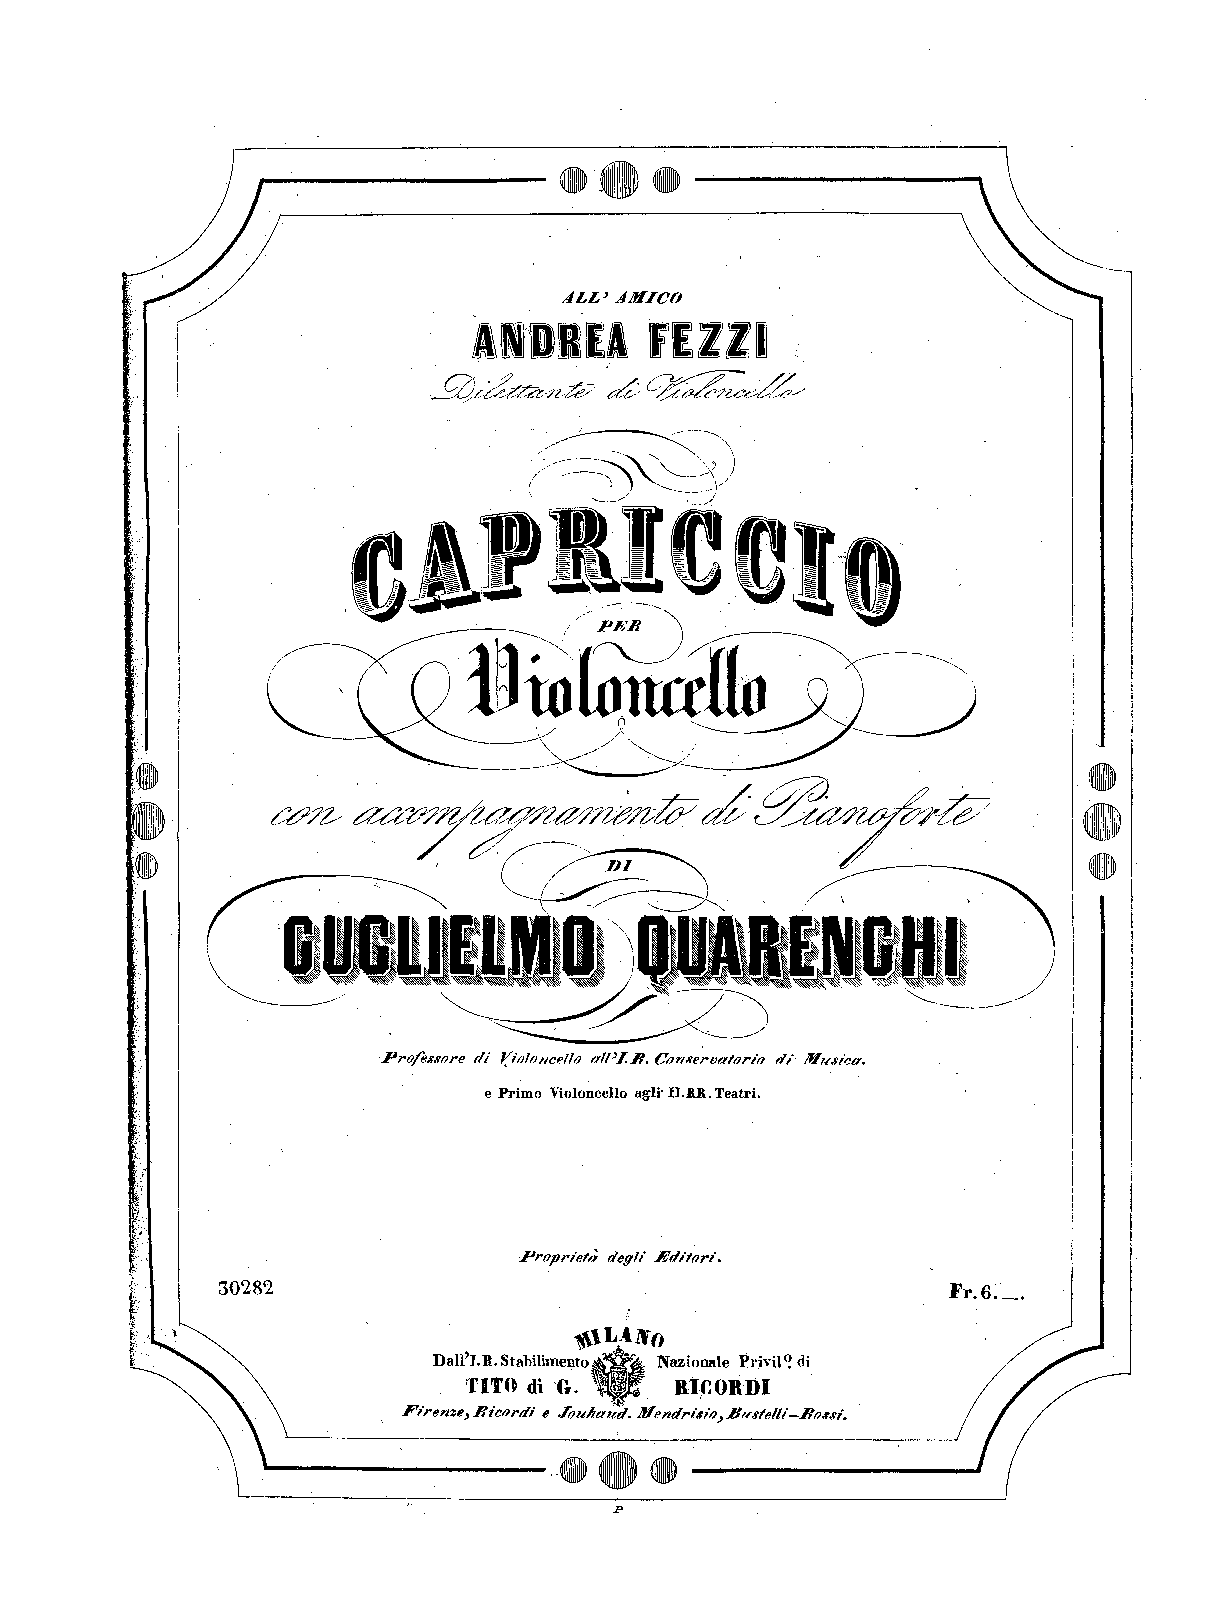 ALL' AMICO
ANDREA FEZZI
Dilettante di Violoncello
CAPRICCIO
PER
Violoncello
con accompagnamento di Pianoforte
DI
GUGLIELMO QUARENGHI
Professore di Violoncello all'I.R. Conservatorio di Musica.
e Primo Violoncello agli II.RR. Teatri.
Proprietà degli Editori.
30282
Fr. 6._.
MILANO
Dall'I.R. Stabilimento Nazionale Privil.º di
TITO di G. RICORDI
Firenze, Ricordi e Jouhaud. Mendrisio, Bustelli-Rossi.
P